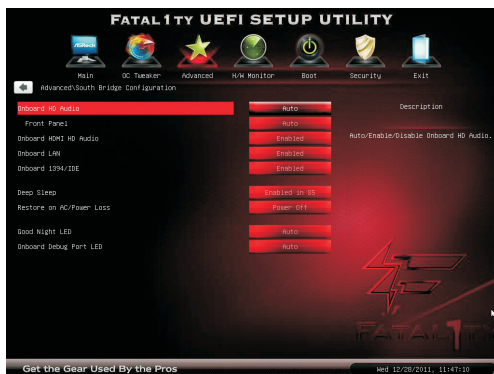 FATAL1TY UEFI SETUP UTILITY
ASRock
Main OC Tweaker Advanced H/W Monitor Boot Security Exit
Advanced\South Bridge Configuration
Onboard HD Audio Auto
Front Panel Auto
Onboard HDMI HD Audio Enabled
Onboard LAN Enabled
Onboard 1394/IDE Enabled
Deep Sleep Enabled in S5
Restore on AC/Power Loss Power Off
Good Night LED Auto
Onboard Debug Port LED Auto
Description
Auto/Enable/Disable Onboard HD Audio.
FATAL1TY
Get the Gear Used By the Pros
Wed 12/28/2011, 11:47:10